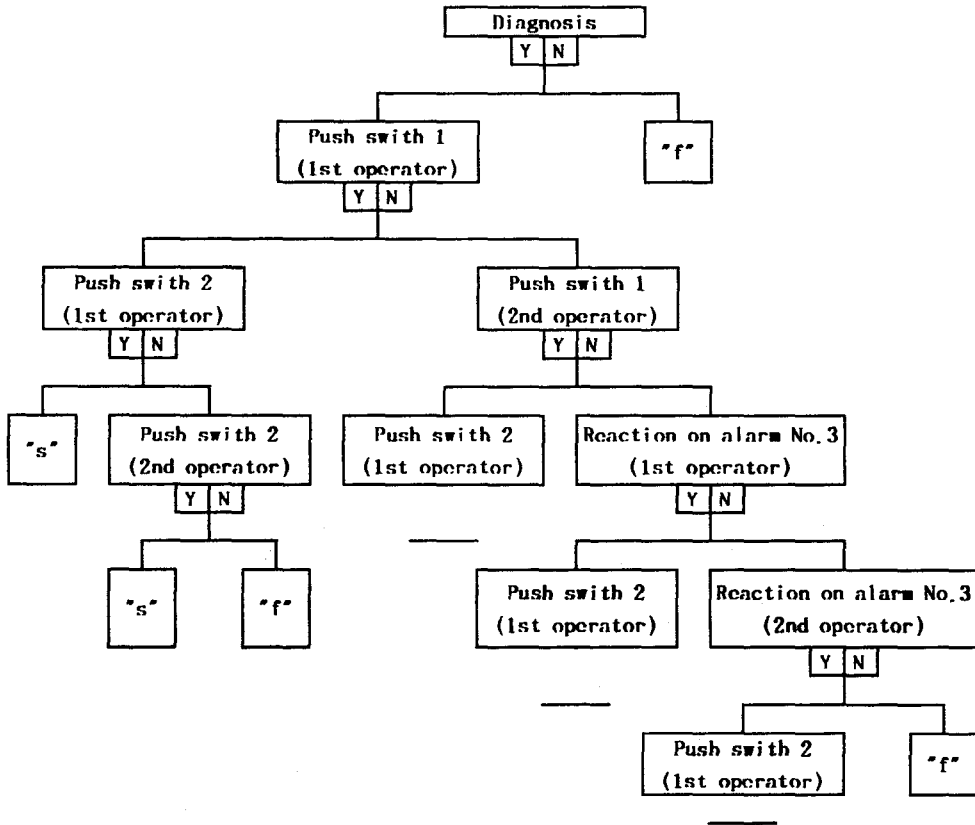 Diagnosis
Y N
Push swith 1
(1st operator)
Y N
"f"
Push swith 2
(1st operator)
Y N
Push swith 1
(2nd operator)
Y N
"s"
Push swith 2
(2nd operator)
Y N
Push swith 2
(1st operator)
Reaction on alarm No.3
(1st operator)
Y N
"s"
"f"
Push swith 2
(1st operator)
Reaction on alarm No.3
(2nd operator)
Y N
Push swith 2
(1st operator)
"f"